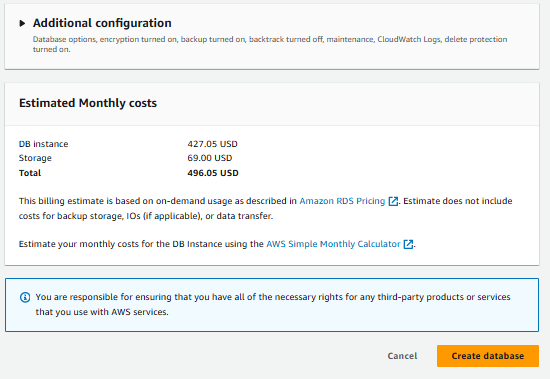 Additional configuration
Database options, encryption turned on, backup turned on, backtrack turned off, maintenance, CloudWatch Logs, delete protection
turned on.
Estimated Monthly costs
DB instance 427.05 USD
Storage 69.00 USD
Total 496.05 USD
This billing estimate is based on on-demand usage as described in Amazon RDS Pricing. Estimate does not include
costs for backup storage, IOs (if applicable), or data transfer.
Estimate your monthly costs for the DB Instance using the AWS Simple Monthly Calculator.
You are responsible for ensuring that you have all of the necessary rights for any third-party products or services
that you use with AWS services.
Cancel Create database